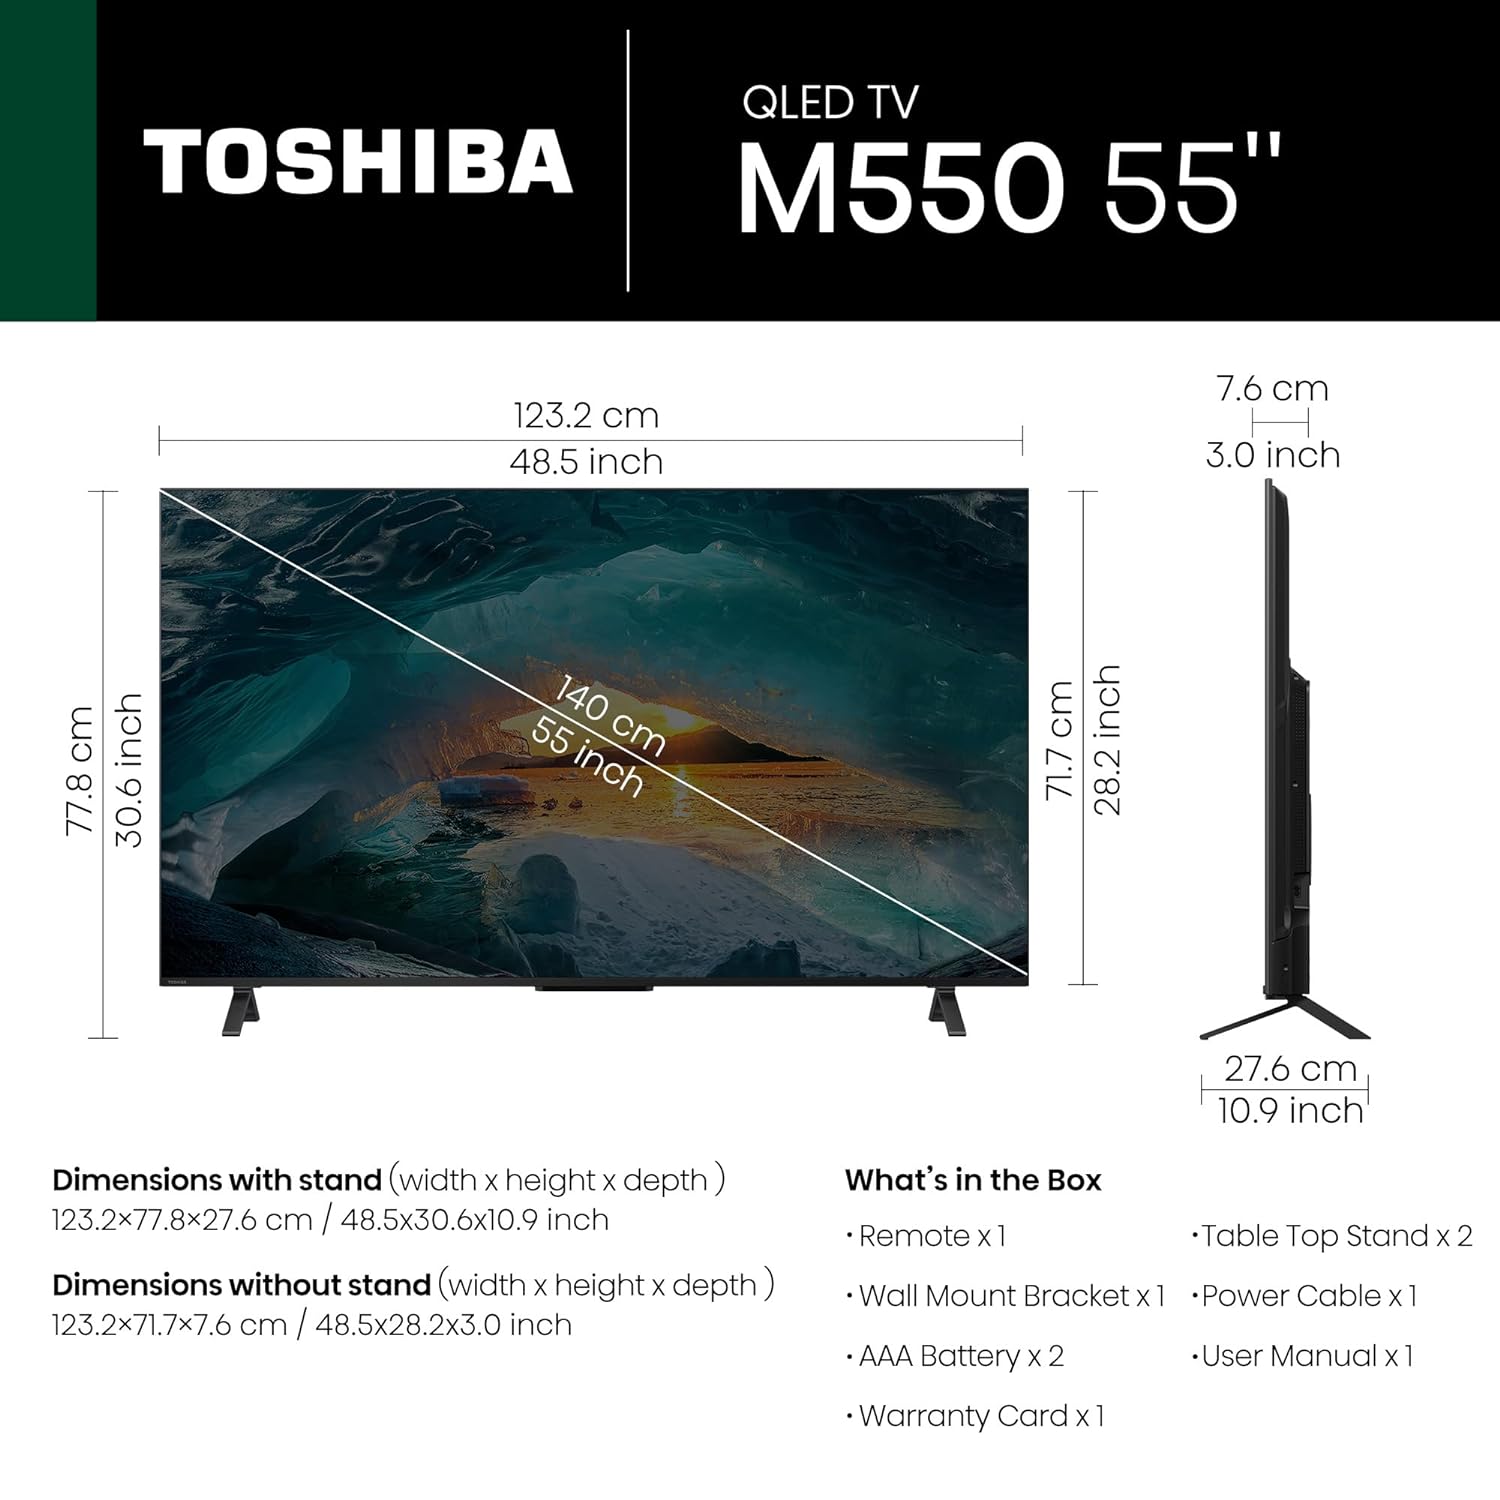 TOSHIBA
QLED TV
M550 55"
123.2 cm
48.5 inch
7.6 cm
3.0 inch
77.8 cm
30.6 inch
140 cm
55 inch
71.7 cm
28.2 inch
TOSHIBA
27.6 cm
10.9 inch
Dimensions with stand (width x height x depth )
123.2×77.8×27.6 cm / 48.5x30.6x10.9 inch
Dimensions without stand (width x height x depth )
123.2×71.7×7.6 cm / 48.5x28.2x3.0 inch
What's in the Box
· Remote x 1
· Wall Mount Bracket x 1
· AAA Battery x 2
· Warranty Card x 1
· Table Top Stand x 2
· Power Cable x 1
· User Manual x 1